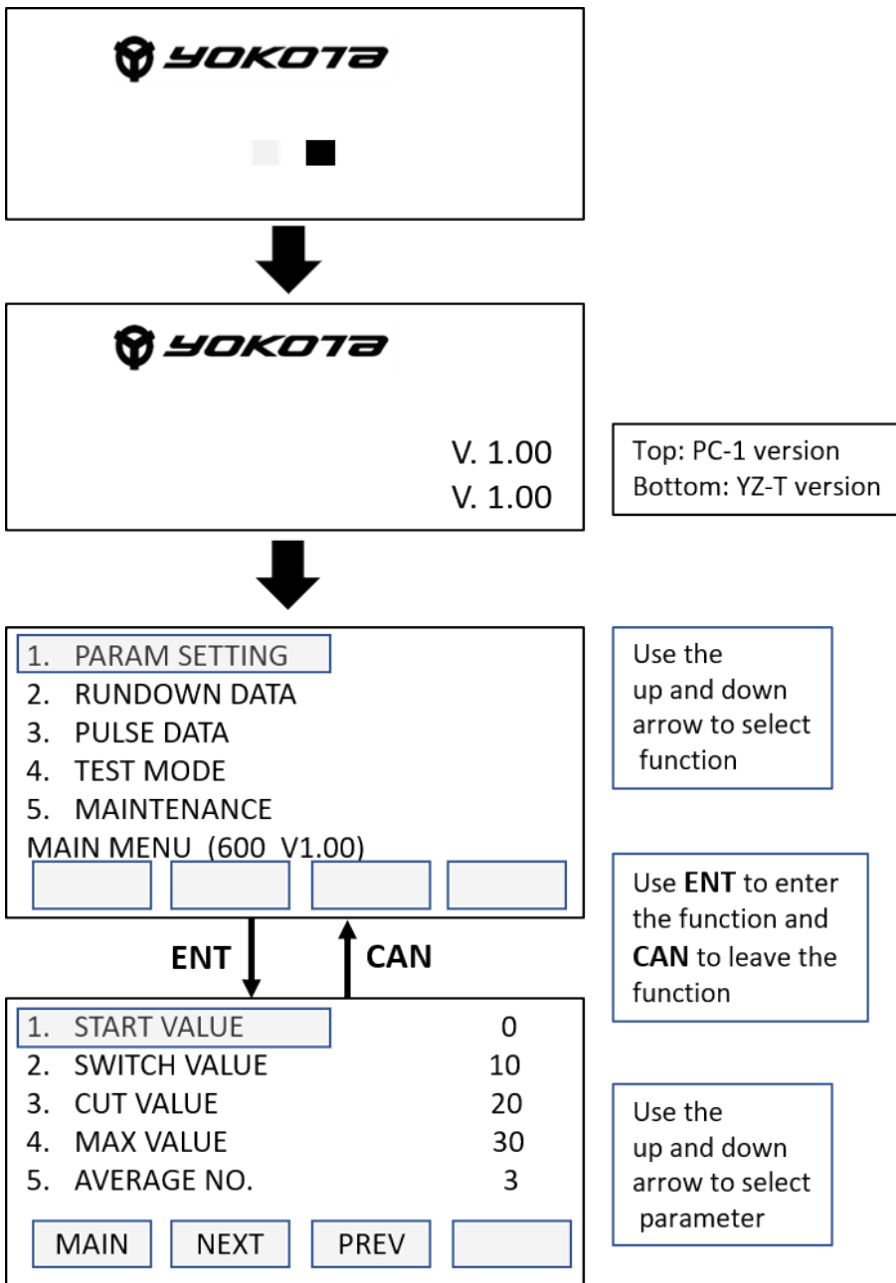 YOKOTA
YOKOTA
V. 1.00
V. 1.00
Top: PC-1 version
Bottom: YZ-T version
1. PARAM SETTING
2. RUNDOWN DATA
3. PULSE DATA
4. TEST MODE
5. MAINTENANCE
MAIN MENU (600 V1.00)
Use the
up and down
arrow to select
function
ENT
CAN
Use ENT to enter
the function and
CAN to leave the
function
1. START VALUE 0
2. SWITCH VALUE 10
3. CUT VALUE 20
4. MAX VALUE 30
5. AVERAGE NO. 3
MAIN NEXT PREV
Use the
up and down
arrow to select
parameter